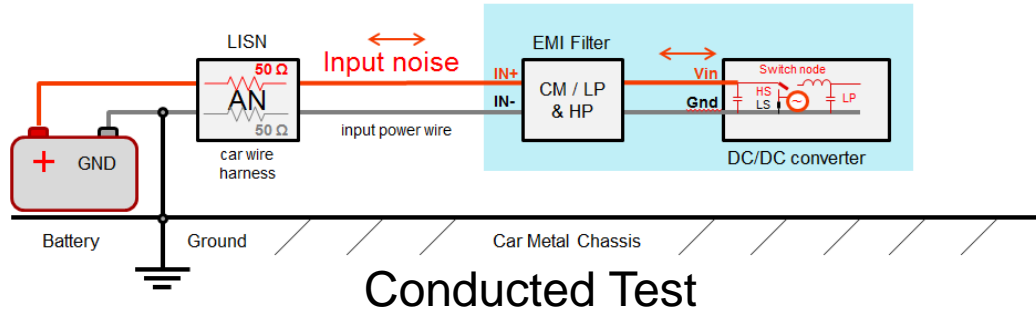 LISN
EMI Filter
Input noise
50 Ω
AN
50 Ω
IN+
IN-
CM / LP
& HP
Vin
Gnd
Switch node
HS
LS
~
LP
+
GND
input power wire
car wire
harness
DC/DC converter
Battery
Ground
Car Metal Chassis
Conducted Test